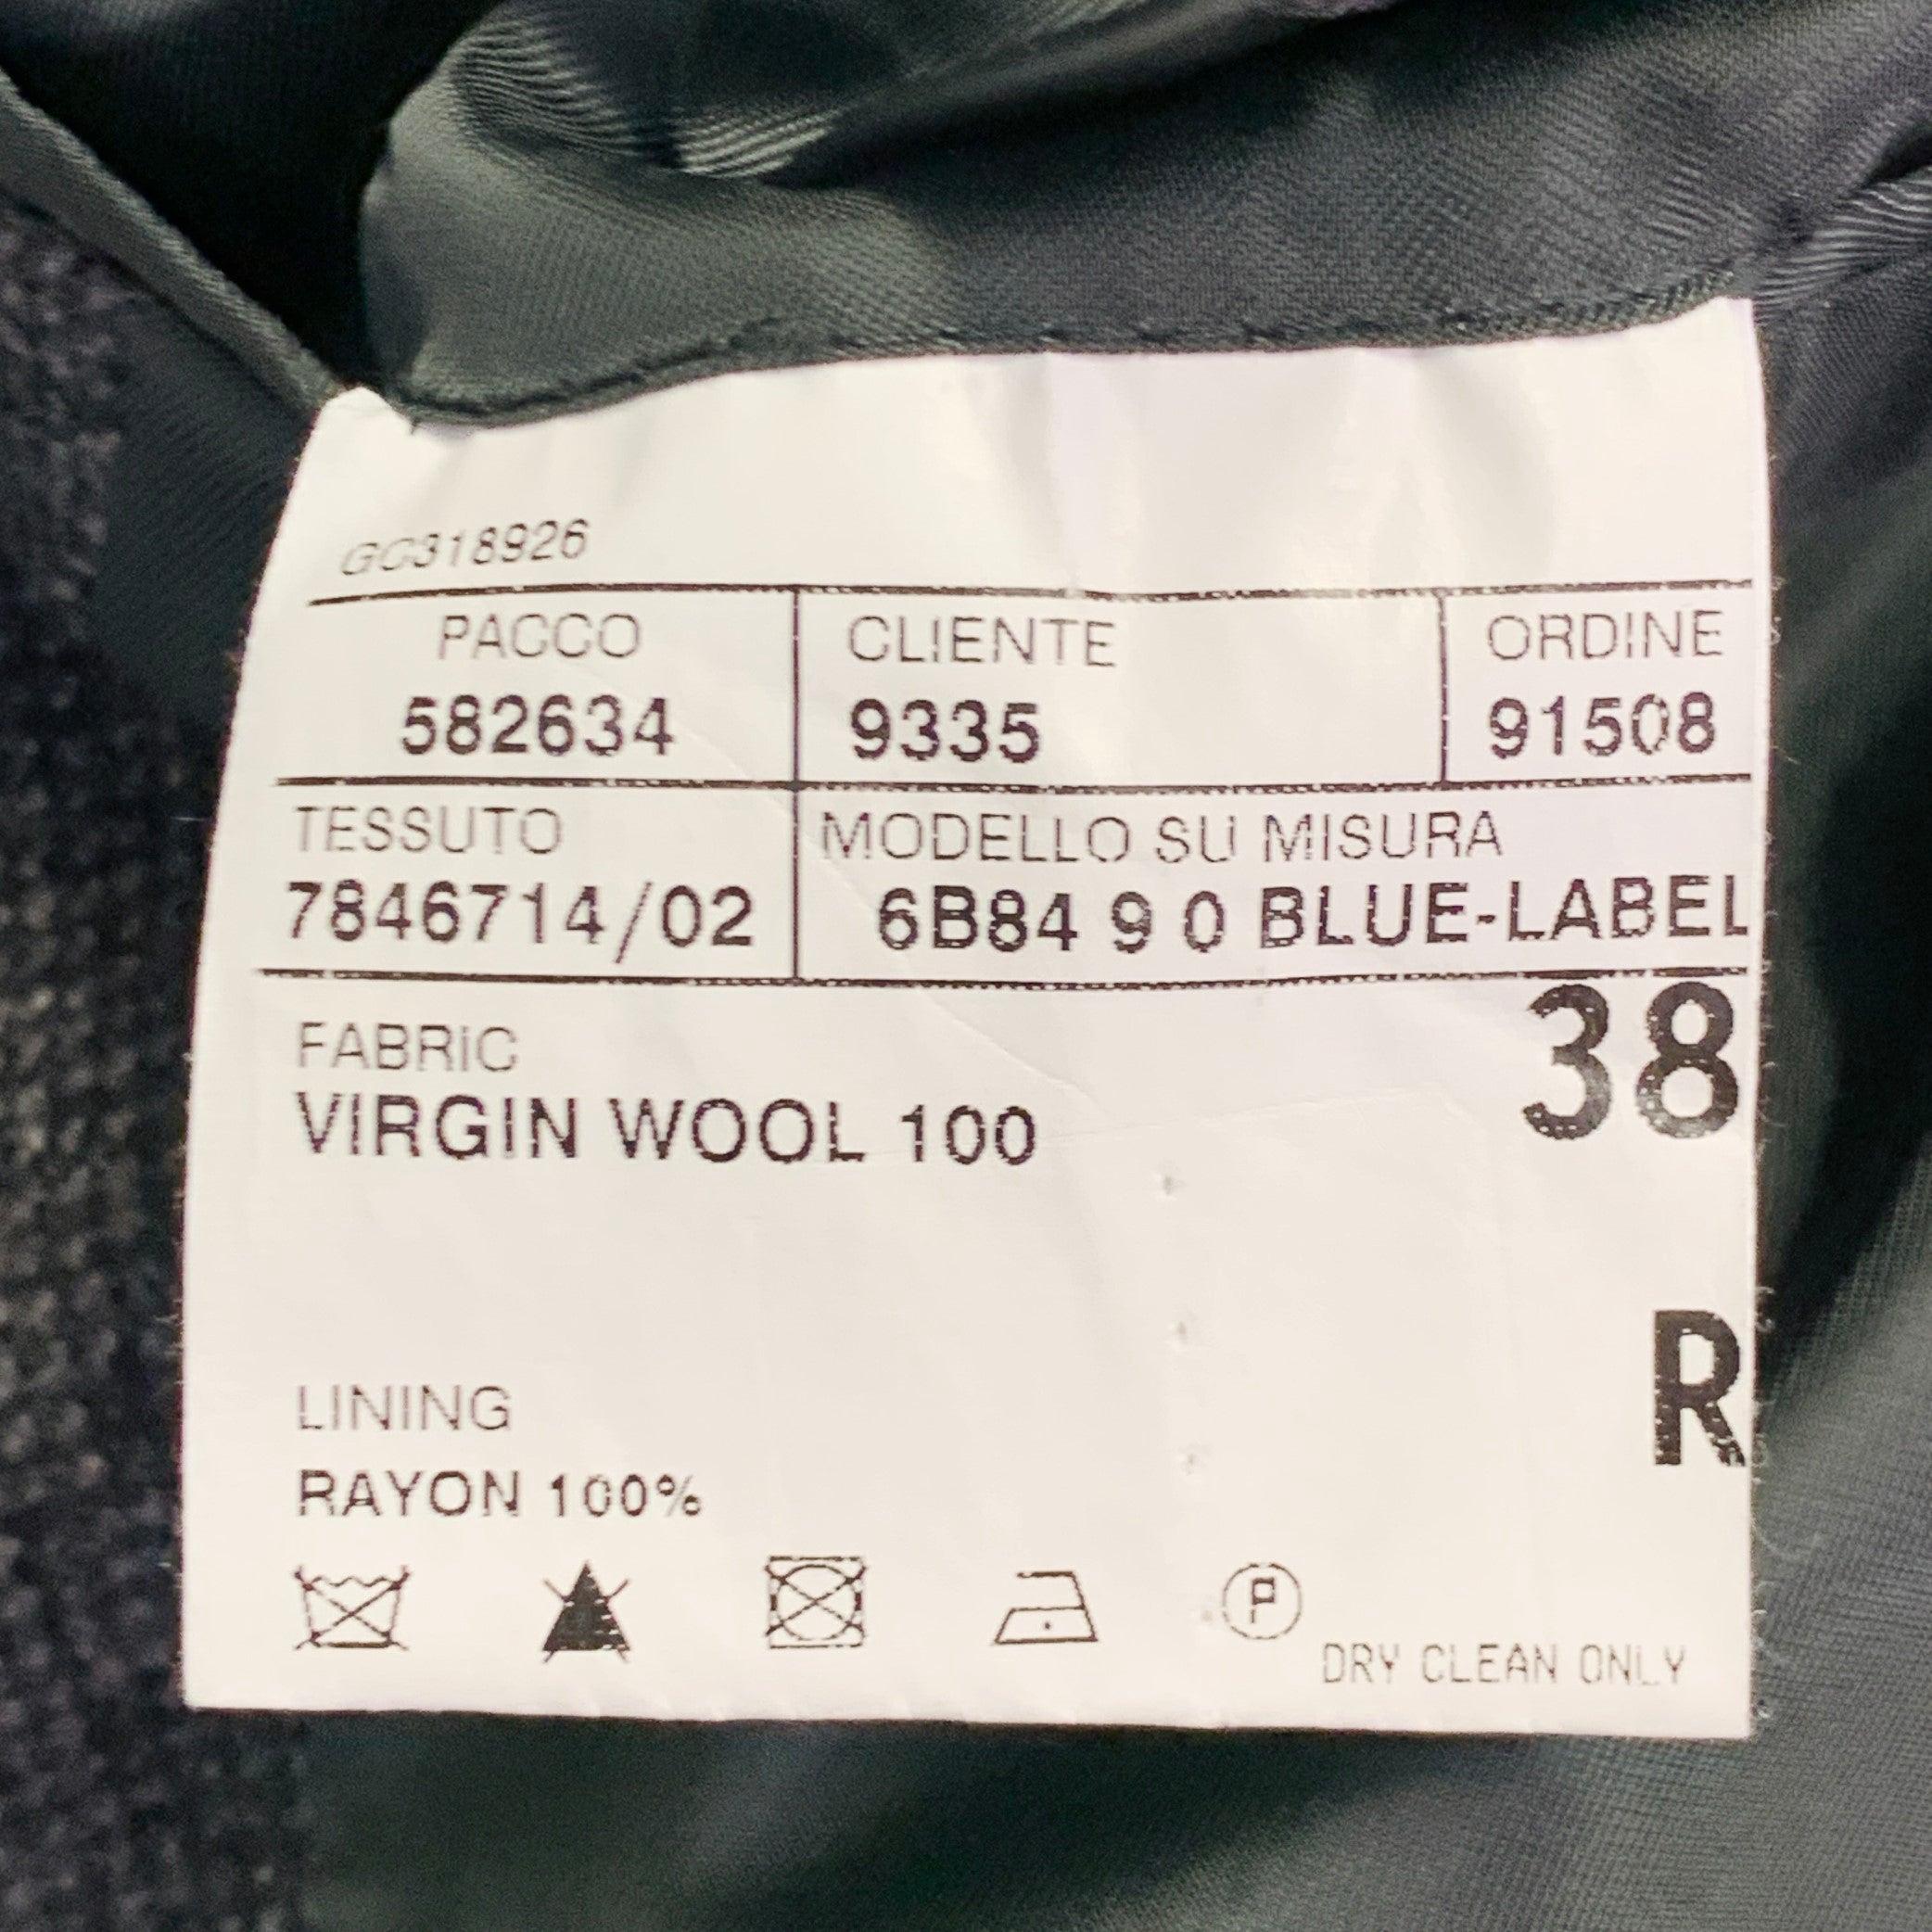 GC318926
PACCO CLIENTE ORDINE
582634 9335 91508
TESSUTO MODELLO SU MISURA
7846714/02 6B84 9 0 BLUE-LABEL
38
FABRIC
VIRGIN WOOL 100
R
LINING
RAYON 100%
P
DRY CLEAN ONLY